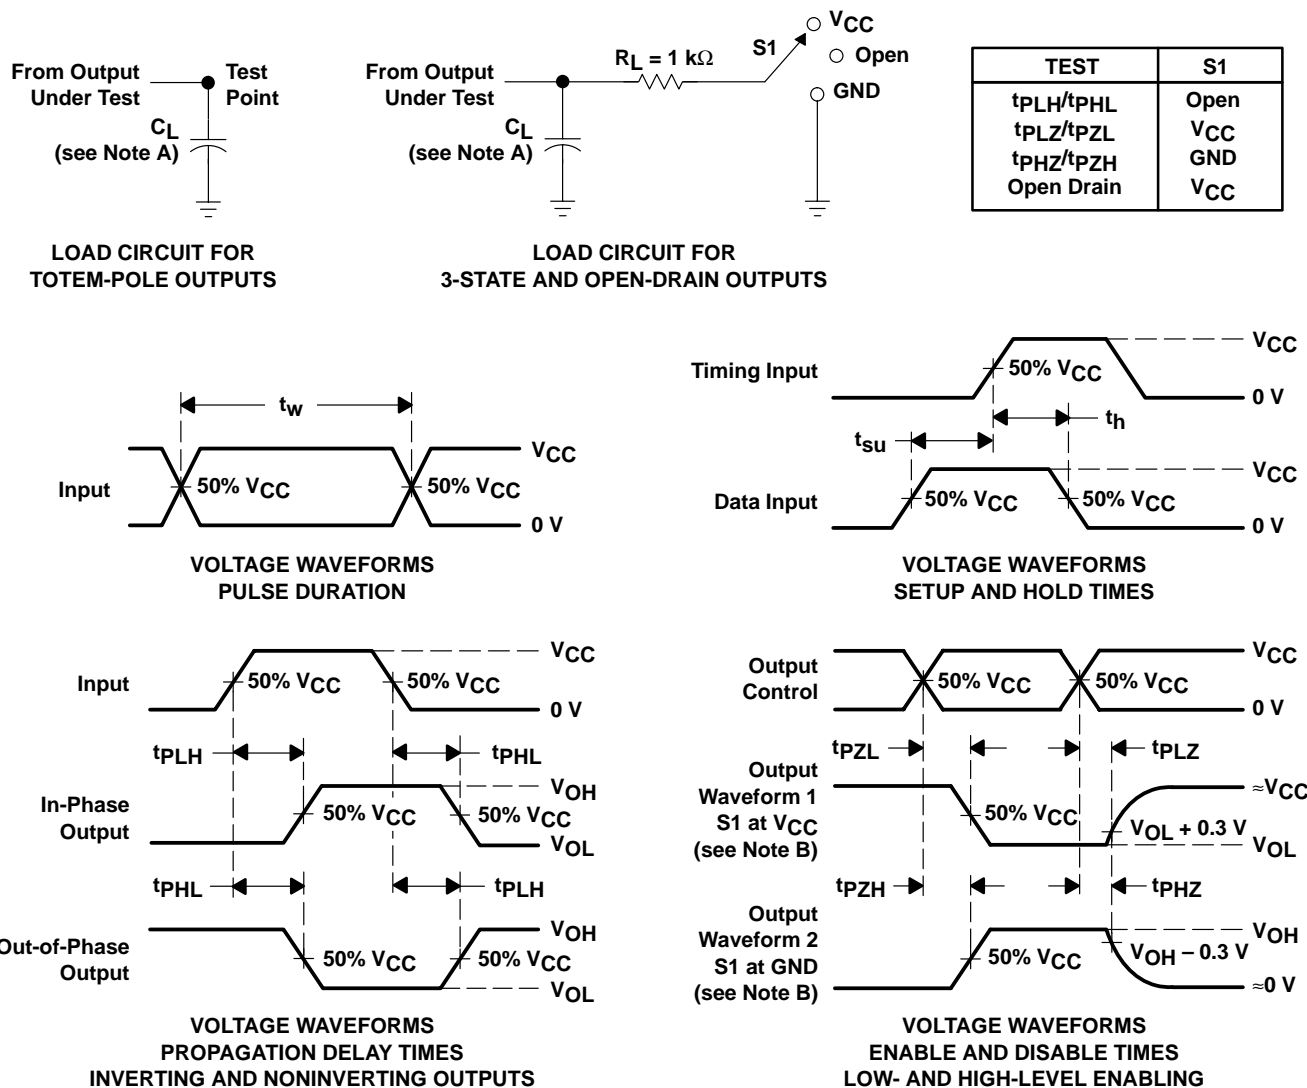 From Output
Under Test
Test
Point
CL
(see Note A)
LOAD CIRCUIT FOR
TOTEM-POLE OUTPUTS
From Output
Under Test
RL = 1 kΩ
S1
VCC
Open
GND
CL
(see Note A)
LOAD CIRCUIT FOR
3-STATE AND OPEN-DRAIN OUTPUTS
TEST S1
tPLH/tPHL Open
tPLZ/tPZL VCC
tPHZ/tPZH GND
Open Drain VCC
tw
Input
50% VCC
50% VCC
VCC
0 V
VOLTAGE WAVEFORMS
PULSE DURATION
Timing Input
50% VCC
VCC
0 V
tsu
th
Data Input
50% VCC
50% VCC
VCC
0 V
VOLTAGE WAVEFORMS
SETUP AND HOLD TIMES
Input
50% VCC
50% VCC
VCC
0 V
tPLH
tPHL
In-Phase
Output
50% VCC
50% VCC
VOH
VOL
tPHL
tPLH
Out-of-Phase
Output
50% VCC
50% VCC
VOH
VOL
VOLTAGE WAVEFORMS
PROPAGATION DELAY TIMES
INVERTING AND NONINVERTING OUTPUTS
Output
Control
50% VCC
50% VCC
VCC
0 V
tPZL
tPLZ
Output
Waveform 1
S1 at VCC
(see Note B)
50% VCC
VOL + 0.3 V
≈VCC
VOL
tPZH
tPHZ
Output
Waveform 2
S1 at GND
(see Note B)
50% VCC
VOH − 0.3 V
VOH
≈0 V
VOLTAGE WAVEFORMS
ENABLE AND DISABLE TIMES
LOW- AND HIGH-LEVEL ENABLING